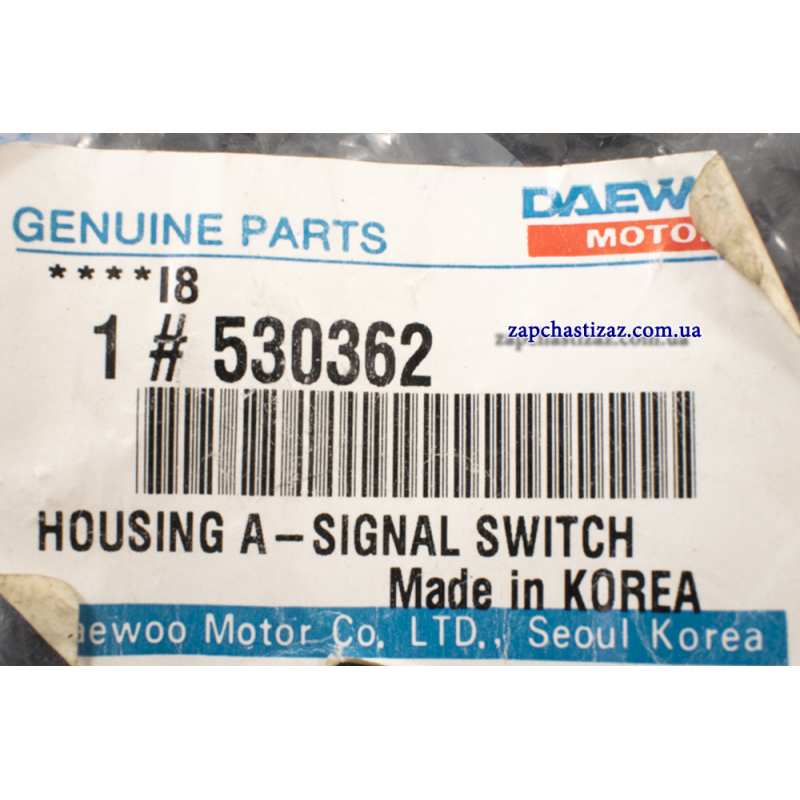 GENUINE PARTS
DAEW
MOTO
****18
1 # 530362
zapchastizaz.com.ua
HOUSING A-SIGNAL SWITCH
Made in KOREA
aewoo Motor Co. LTD., Seoul Korea